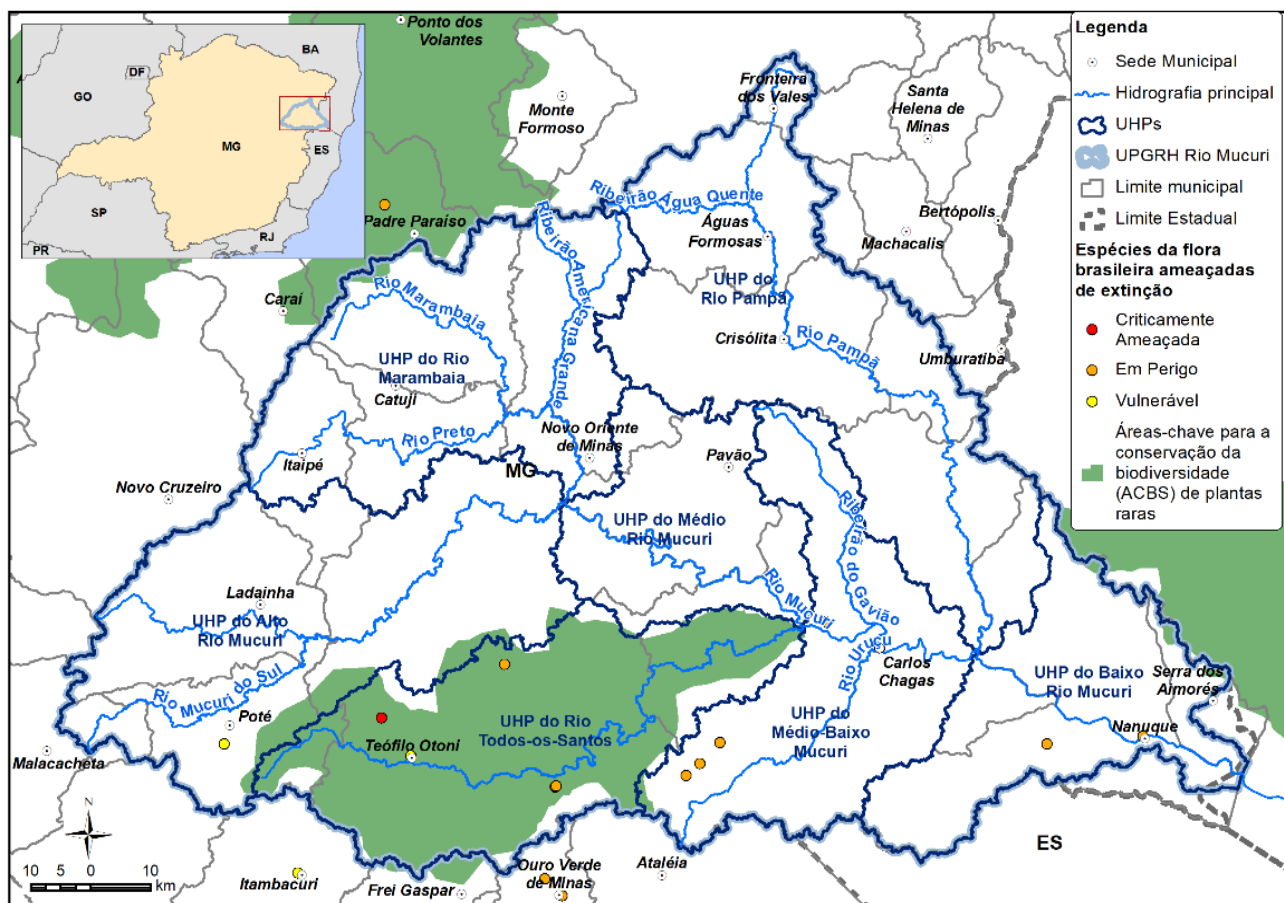 BA
DF
GO
MG
ES
SP
RJ
PR
Ponto dos
Volantes
Monte
Formoso
Fronteira
dos Vales
Santa
Helena de
Minas
Padre Paraíso
Ribeirão Água Quente
Águas
Formosas
Bertópolis
Machacalis
Ribeirão Americana Grande
Caraí
Rio Marambaia
UHP do
Rio Pampã
Crisólita
Rio Pampã
Umburatiba
UHP do Rio
Marambaia
Catuji
Rio Preto
Novo Oriente
de Minas
Itaipé
MG
Pavão
Novo Cruzeiro
UHP do Médio
Rio Mucuri
Ribeirão do Gavião
Rio Mucuri
Ladainha
UHP do Alto
Rio Mucuri
Rio Uruçu
Carlos
Chagas
UHP do Baixo
Rio Mucuri
Serra dos
Aimorés
Rio Mucuri do Sul
Poté
UHP do Rio
Todos-os-Santos
UHP do
Médio-Baixo
Mucuri
Nanuque
Teófilo Otoni
Malacacheta
N
10 5 0 10
km
Itambacuri
Frei Gaspar
Ouro Verde
de Minas
Ataléia
ES
Legenda
Sede Municipal
Hidrografia principal
UHPs
UPGRH Rio Mucuri
Limite municipal
Limite Estadual
Espécies da flora
brasileira ameaçadas
de extinção
Criticamente
Ameaçada
Em Perigo
Vulnerável
Áreas-chave para a
conservação da
biodiversidade
(ACBS) de plantas
raras